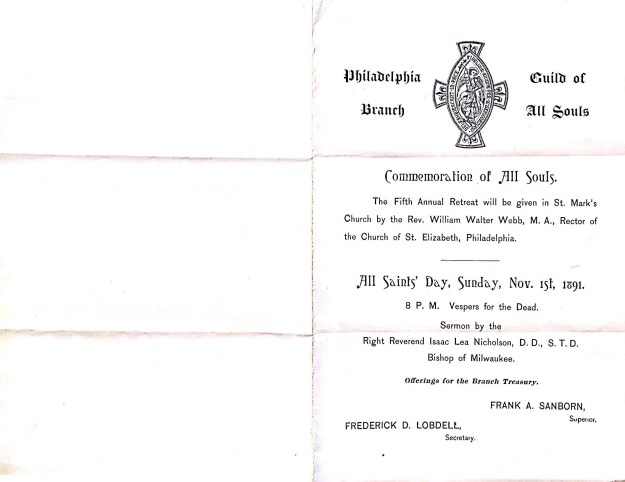 Philadelphia Guild of
Branch All Souls
Commemoration of All Souls.
The Fifth Annual Retreat will be given in St. Mark's
Church by the Rev. William Walter Webb, M. A., Rector of
the Church of St. Elizabeth, Philadelphia.
All Saints' Day, Sunday, Nov. 1st, 1891.
8 P. M. Vespers for the Dead.
Sermon by the
Right Reverend Isaac Lea Nicholson, D. D., S. T. D.
Bishop of Milwaukee.
Offerings for the Branch Treasury.
FRANK A. SANBORN,
Superior,
FREDERICK D. LOBDELL,
Secretary.